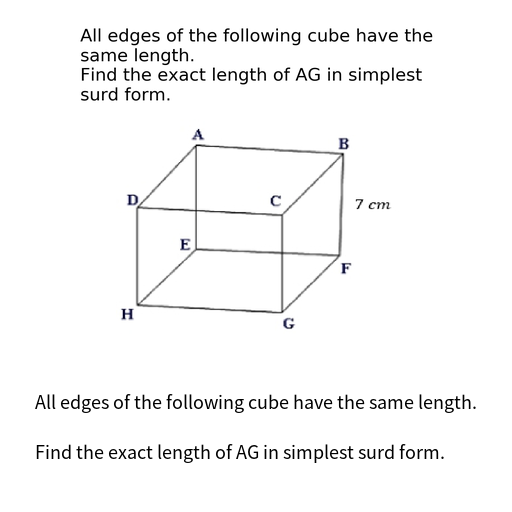 All edges of the following cube have the
same length.
Find the exact length of AG in simplest
surd form.
A
B
D
C
7 cm
E
F
H
G
All edges of the following cube have the same length.
Find the exact length of AG in simplest surd form.